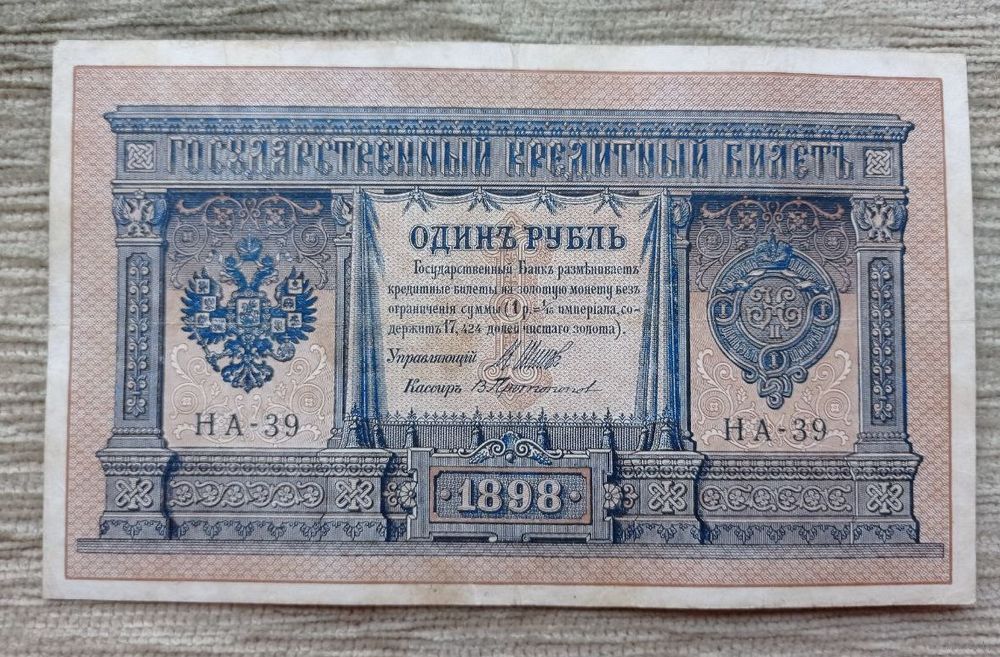 ГОСУДАРСТВЕННЫЙ КРЕДИТНЫЙ БИЛЕТЪ
ОДИНЪ РУБЛЬ
Государственный Банкъ размѣниваетъ
кредитные билеты на золотую монету безъ
ограниченія суммы (1 р.=1/15 имперіала, со-
держитъ 17,424 долей чистаго золота).
Управляющій
Кассиръ
НА-39
НА-39
1898